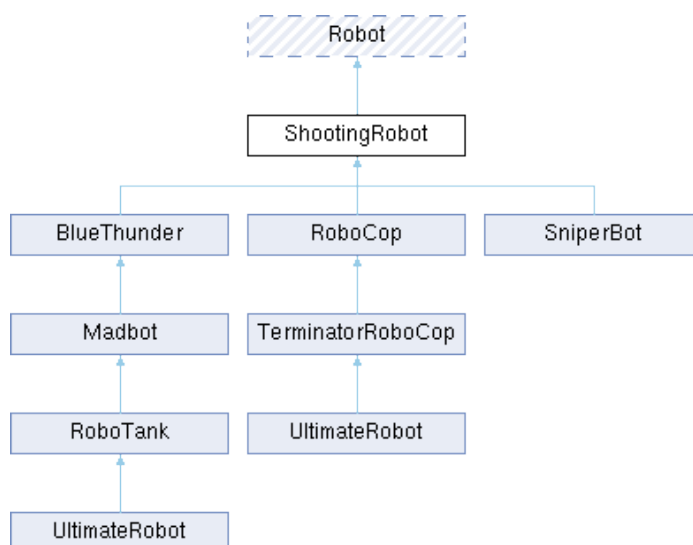 Robot
ShootingRobot
BlueThunder
RoboCop
SniperBot
Madbot
TerminatorRoboCop
RoboTank
UltimateRobot
UltimateRobot